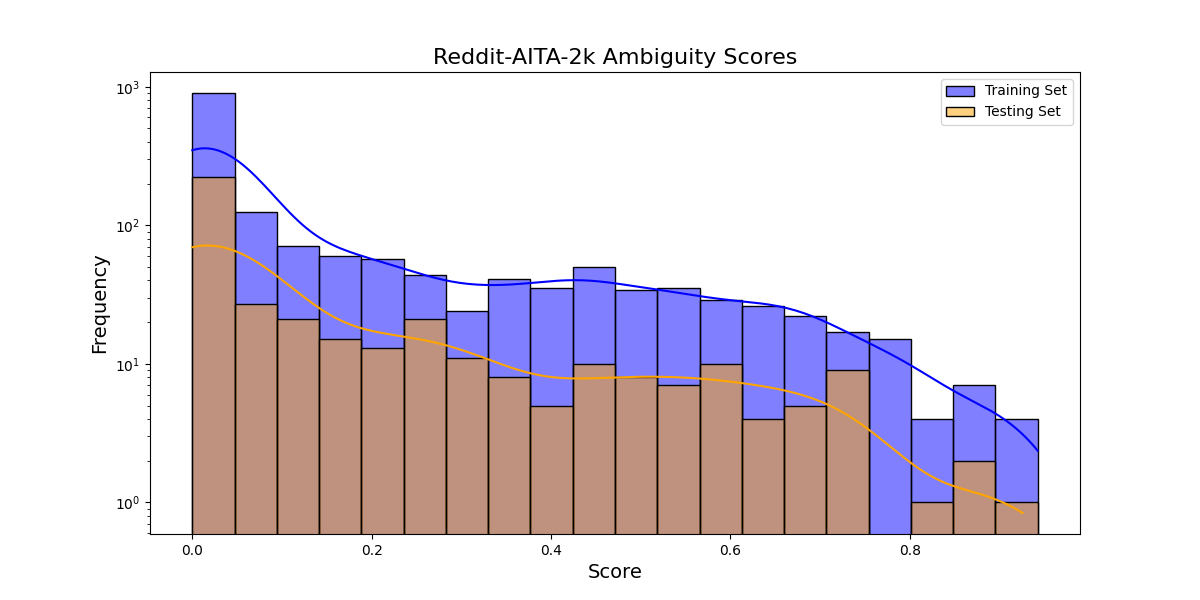 Reddit-AITA-2k Ambiguity Scores
Training Set
Testing Set
Frequency
10³
10²
10¹
10⁰
0.0 0.2 0.4 0.6 0.8
Score